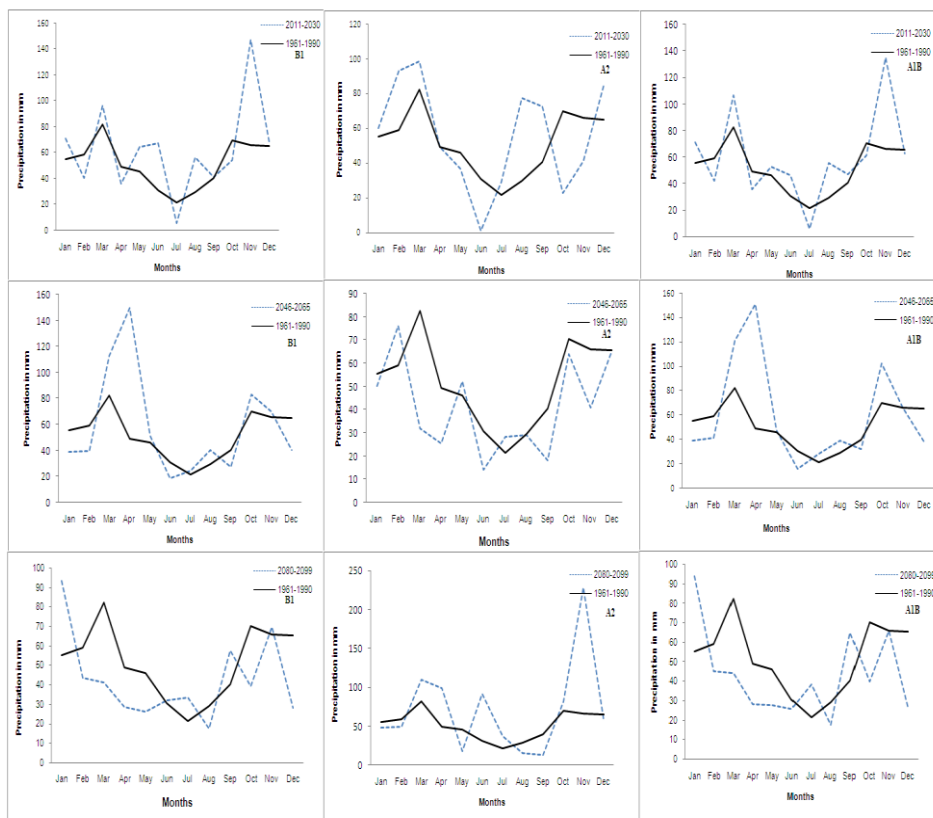 2011-2030
1961-1990
B1
Precipitation in mm
160
140
120
100
80
60
40
20
0
Jan Feb Mar Apr May Jun Jul Aug Sep Oct Nov Dec
Months
2011-2030
1961-1990
A2
Precipitation in mm
120
100
80
60
40
20
0
Jan Feb Mar Apr May Jun Jul Aug Sep Oct Nov Dec
Months
2011-2030
1961-1990
A1B
Precipitation in mm
160
140
120
100
80
60
40
20
0
Jan Feb Mar Apr May Jun Jul Aug Sep Oct Nov Dec
Months
2046-2065
1961-1990
B1
Precipitation in mm
160
140
120
100
80
60
40
20
0
Jan Feb Mar Apr May Jun Jul Aug Sep Oct Nov Dec
Months
2046-2065
1961-1990
A2
Precipitation in mm
90
80
70
60
50
40
30
20
10
0
Jan Feb Mar Apr May Jun Jul Aug Sep Oct Nov Dec
Months
2046-2065
1961-1990
A1B
Precipitation in mm
160
140
120
100
80
60
40
20
0
Jan Feb Mar Apr May Jun Jul Aug Sep Oct Nov Dec
Months
2080-2099
1961-1990
B1
Precipitation in mm
100
90
80
70
60
50
40
30
20
10
0
Jan Feb Mar Apr May Jun Jul Aug Sep Oct Nov Dec
Months
2080-2099
1961-1990
A2
Precipitation in mm
250
200
150
100
50
0
Jan Feb Mar Apr May Jun Jul Aug Sep Oct Nov Dec
Months
2080-2099
1961-1990
A1B
Precipitation in mm
100
90
80
70
60
50
40
30
20
10
0
Jan Feb Mar Apr May Jun Jul Aug Sep Oct Nov Dec
Months